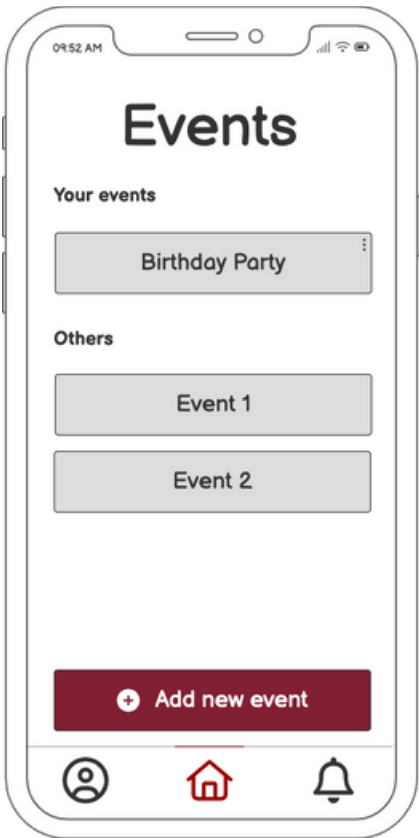 09:52 AM
Events
Your events
Birthday Party
Others
Event 1
Event 2
Add new event